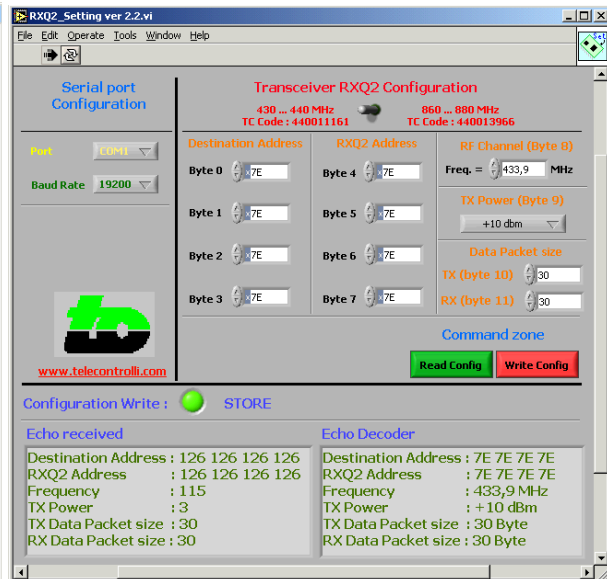 RXQ2_Setting ver 2.2.vi
File Edit Operate Tools Window Help
Serial port
Configuration
Port COM1
Baud Rate 19200
www.telecontrolli.com
Transceiver RXQ2 Configuration
430 ... 440 MHz
TC Code : 440011161
860 ... 880 MHz
TC Code : 440013966
Destination Address
Byte 0 x 7E
Byte 1 x 7E
Byte 2 x 7E
Byte 3 x 7E
RXQ2 Address
Byte 4 x 7E
Byte 5 x 7E
Byte 6 x 7E
Byte 7 x 7E
RF Channel (Byte 8)
Freq. = 433,9 MHz
TX Power (Byte 9)
+10 dbm
Data Packet size
TX (byte 10) 30
RX (byte 11) 30
Command zone
Read Config Write Config
Configuration Write : STORE
Echo received
Destination Address : 126 126 126 126
RXQ2 Address : 126 126 126 126
Frequency : 115
TX Power : 3
TX Data Packet size : 30
RX Data Packet size : 30
Echo Decoder
Destination Address : 7E 7E 7E 7E
RXQ2 Address : 7E 7E 7E 7E
Frequency : 433,9 MHz
TX Power : +10 dBm
TX Data Packet size : 30 Byte
RX Data Packet size : 30 Byte